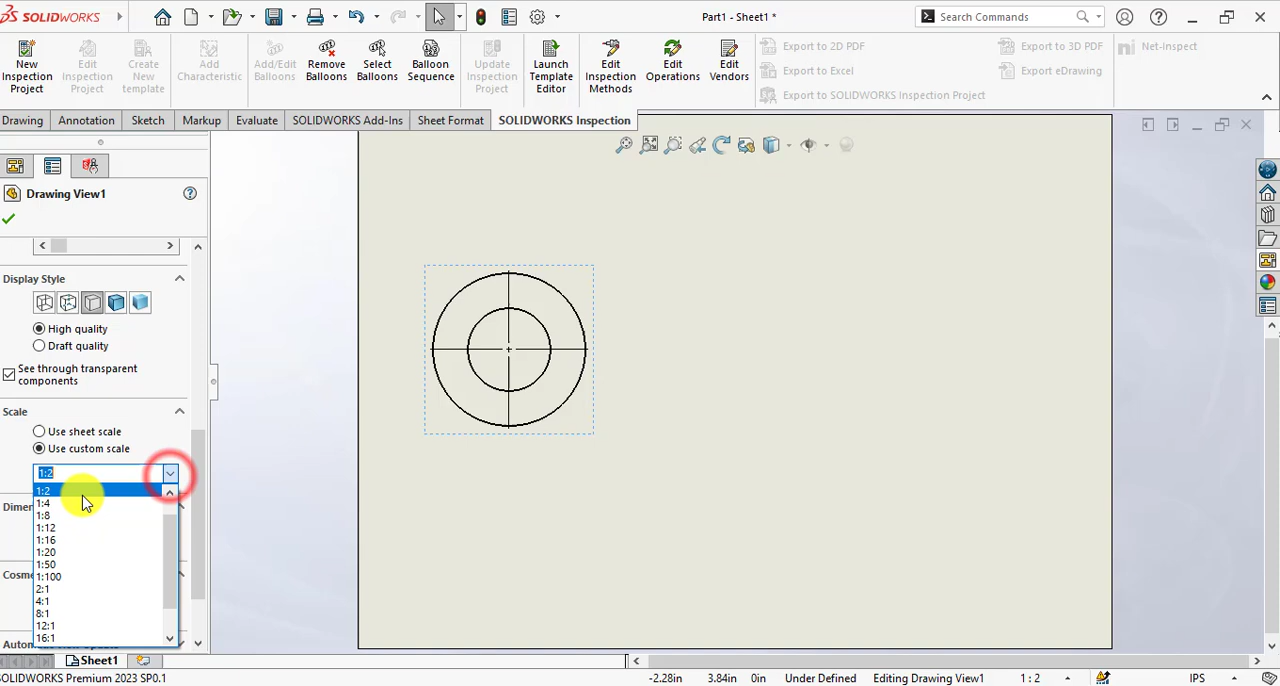 SOLIDWORKS
Part1 - Sheet1 *
Search Commands
New Inspection Project
Edit Inspection Project
Create New template
Add Characteristic
Add/Edit Balloons
Remove Balloons
Select Balloons
Balloon Sequence
Update Inspection Project
Launch Template Editor
Edit Inspection Methods
Edit Operations
Edit Vendors
Export to 2D PDF
Export to Excel
Export to SOLIDWORKS Inspection Project
Export to 3D PDF
Export eDrawing
Net-Inspect
Drawing
Annotation
Sketch
Markup
Evaluate
SOLIDWORKS Add-Ins
Sheet Format
SOLIDWORKS Inspection
Drawing View1
Display Style
High quality
Draft quality
See through transparent
components
Scale
Use sheet scale
Use custom scale
1:2
1:2
1:4
1:8
1:12
1:16
1:20
1:50
1:100
2:1
4:1
8:1
12:1
16:1
Dimen
Cosme
Sheet1
SOLIDWORKS Premium 2023 SP0.1
-2.28in
3.84in
0in
Under Defined
Editing Drawing View1
1 : 2
IPS